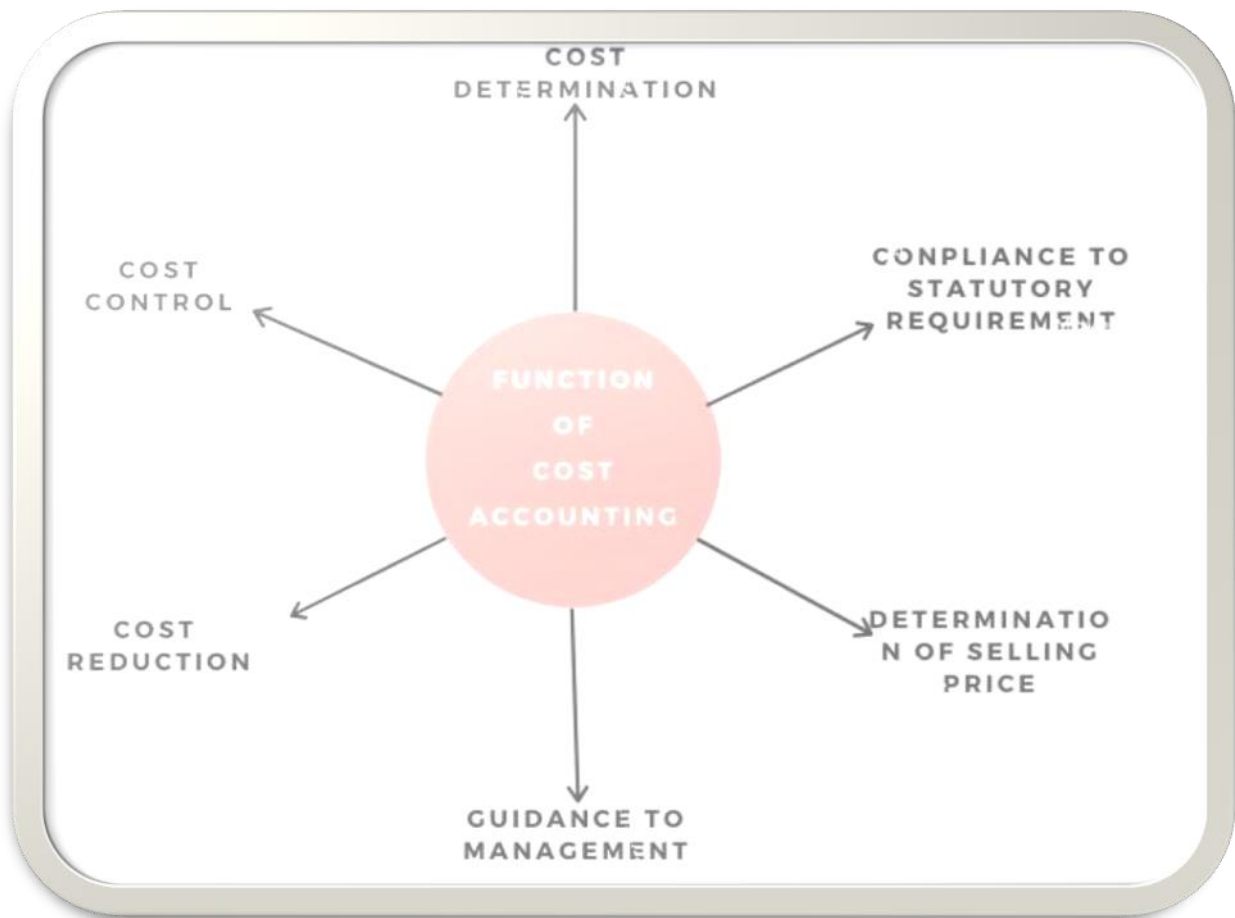 COST
DETERMINATION
COST
CONTROL
CONPLIANCE TO
STATUTORY
REQUIREMENT
FUNCTION
OF
COST
ACCOUNTING
COST
REDUCTION
DETERMINATIO
N OF SELLING
PRICE
GUIDANCE TO
MANAGEMENT